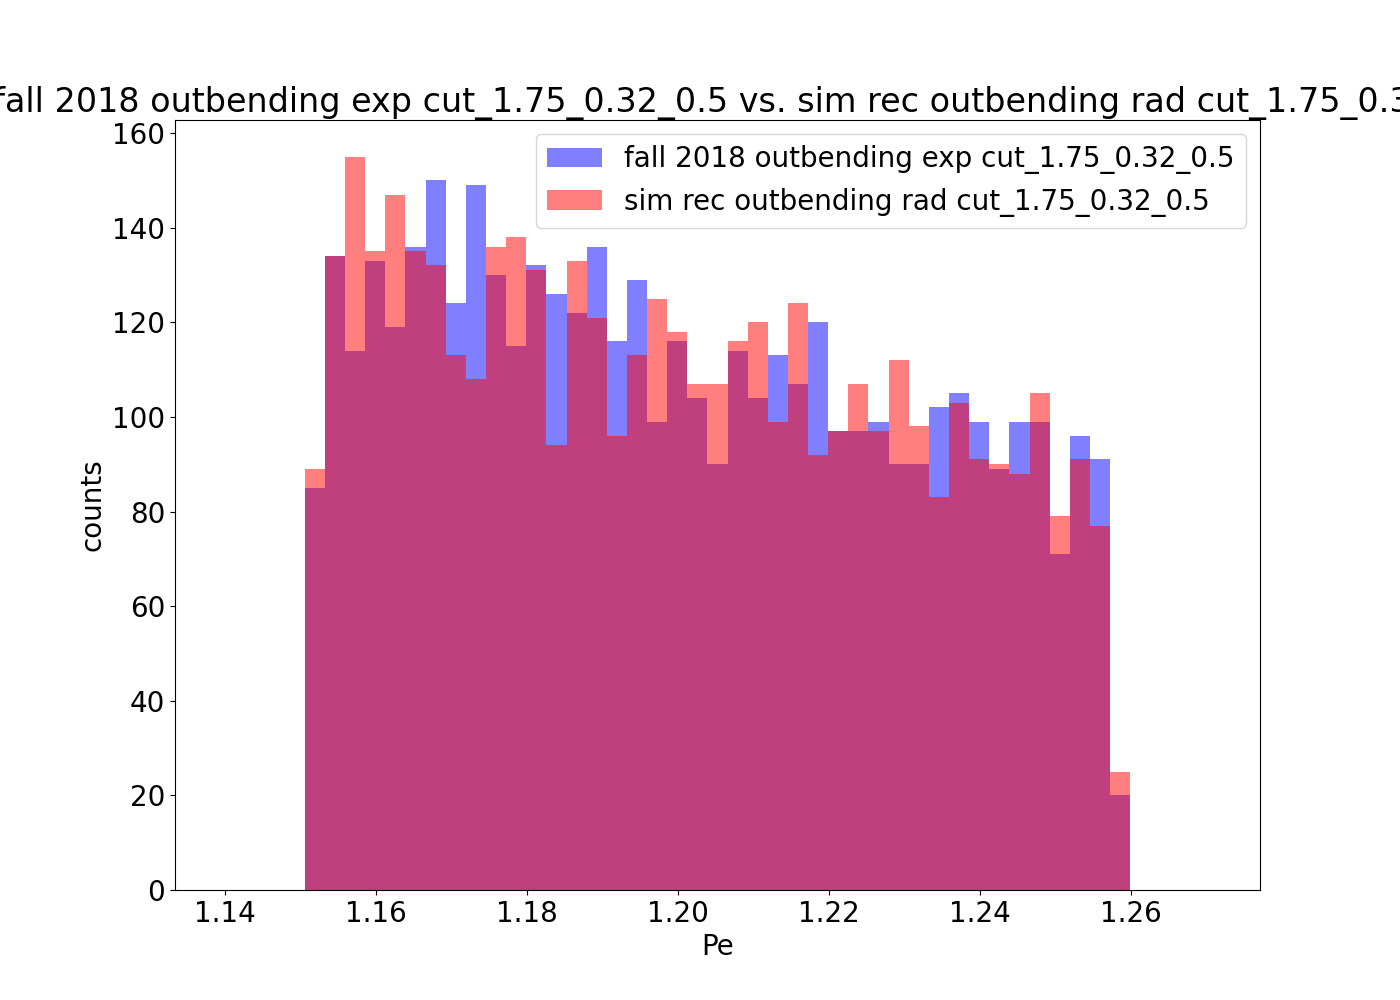 fall 2018 outbending exp cut_1.75_0.32_0.5 vs. sim rec outbending rad cut_1.75_0.3
160
fall 2018 outbending exp cut_1.75_0.32_0.5
sim rec outbending rad cut_1.75_0.32_0.5
140
120
100
counts
80
60
40
20
0
1.14 1.16 1.18 1.20 1.22 1.24 1.26
Pe